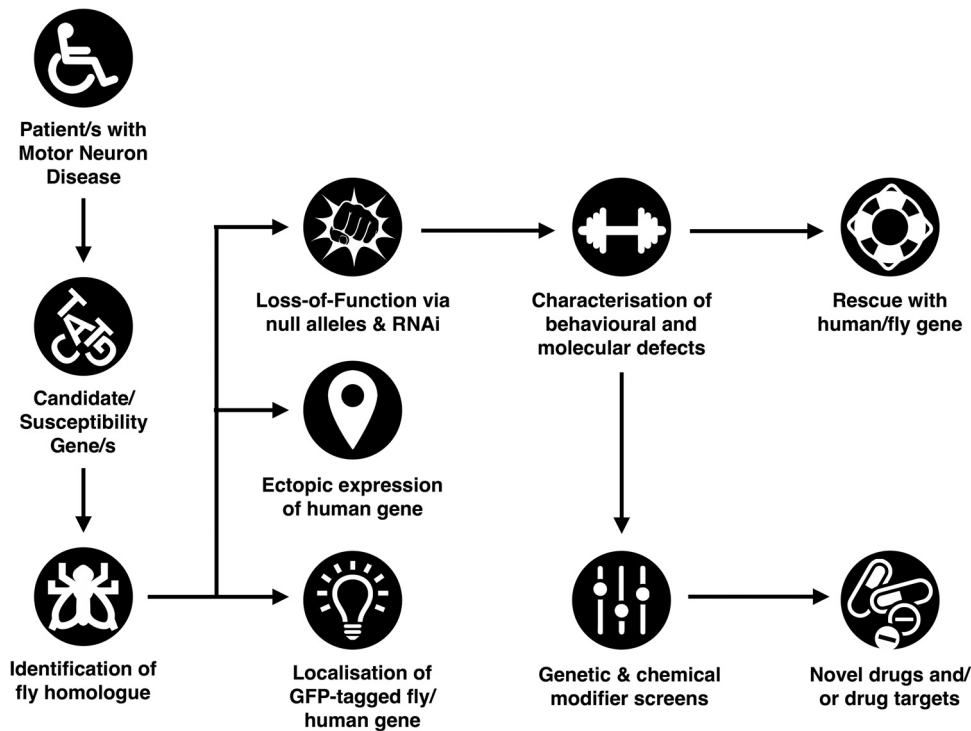 Patient/s with
Motor Neuron
Disease
TATCG
Candidate/
Susceptibility
Gene/s
Identification of
fly homologue
Loss-of-Function via
null alleles & RNAi
Ectopic expression
of human gene
Localisation of
GFP-tagged fly/
human gene
Characterisation of
behavioural and
molecular defects
Rescue with
human/fly gene
Genetic & chemical
modifier screens
Novel drugs and/
or drug targets